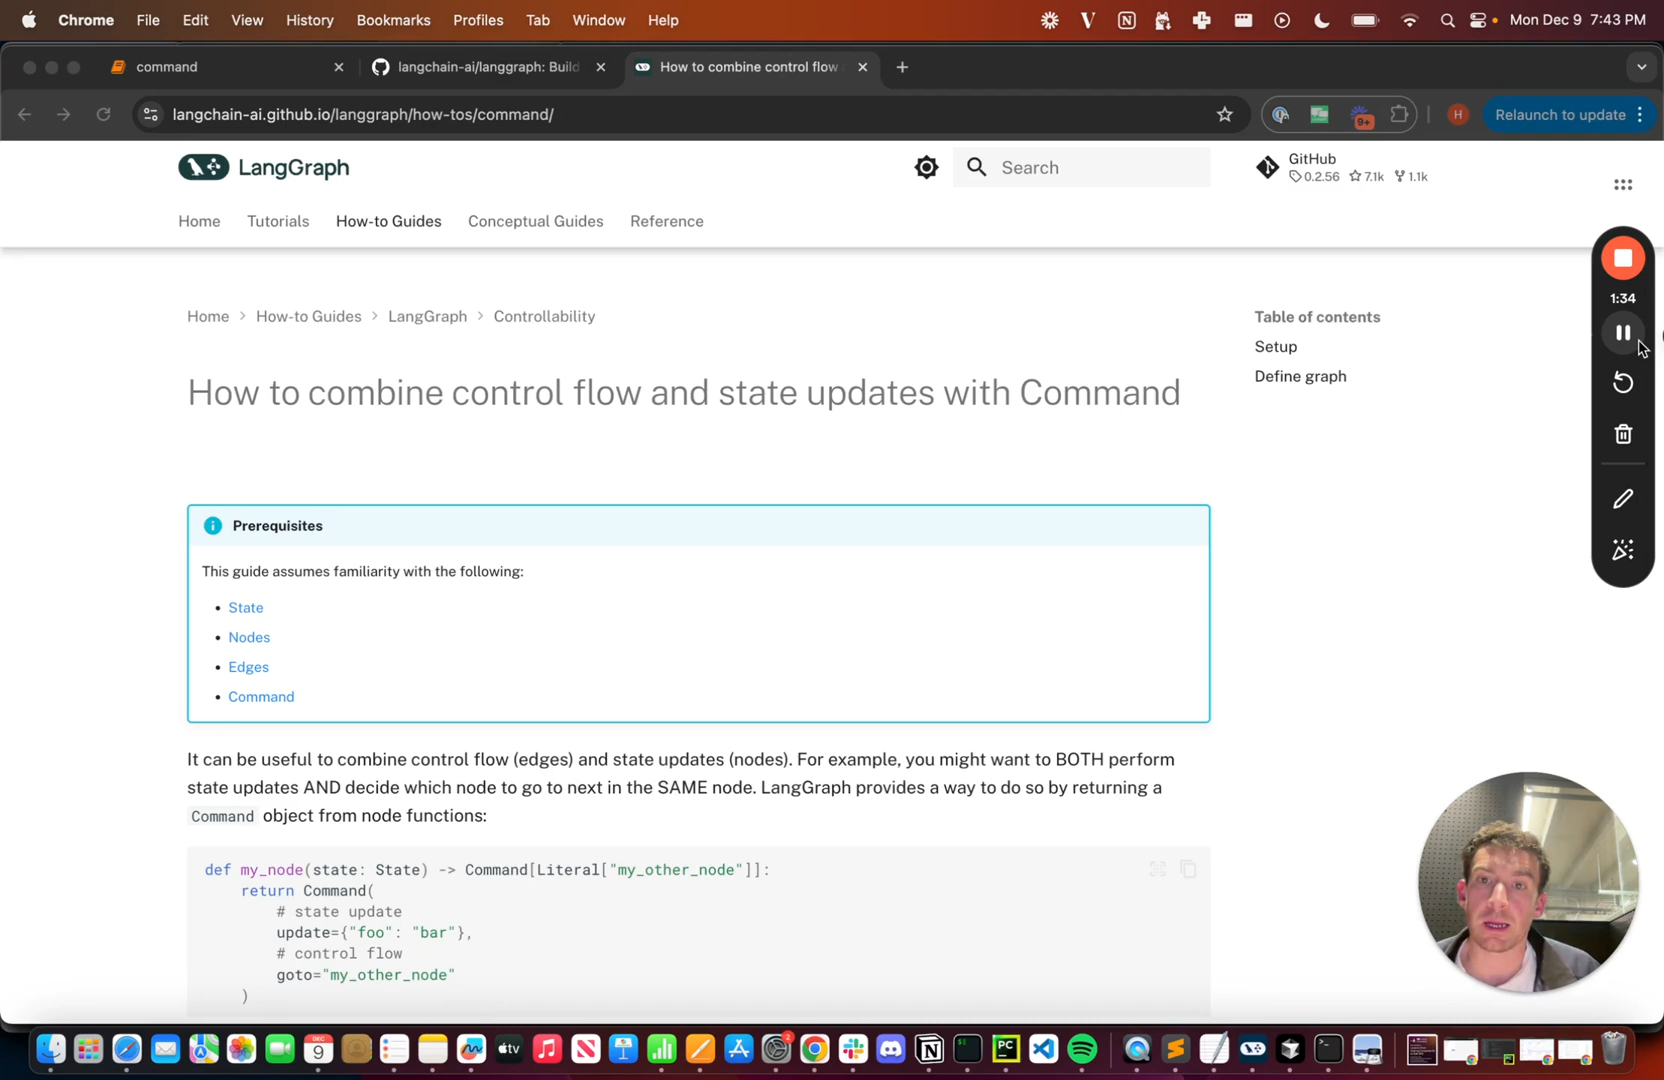 Chrome File Edit View History Bookmarks Profiles Tab Window Help
Mon Dec 9 7:43 PM
command
langchain-ai/langgraph: Build
How to combine control flow
langchain-ai.github.io/langgraph/how-tos/command/
9+
H
Relaunch to update
LangGraph
Search
GitHub
0.2.56 7.1k 1.1k
Home Tutorials How-to Guides Conceptual Guides Reference
1:34
Home > How-to Guides > LangGraph > Controllability
Table of contents
Setup
Define graph
How to combine control flow and state updates with Command
Prerequisites
This guide assumes familiarity with the following:
• State
• Nodes
• Edges
• Command
It can be useful to combine control flow (edges) and state updates (nodes). For example, you might want to BOTH perform
state updates AND decide which node to go to next in the SAME node. LangGraph provides a way to do so by returning a
Command object from node functions:
def my_node(state: State) -> Command[Literal["my_other_node"]]:
    return Command(
        # state update
        update={"foo": "bar"},
        # control flow
        goto="my_other_node"
    )
DEC
9
tv
2
N
$
PC
>_